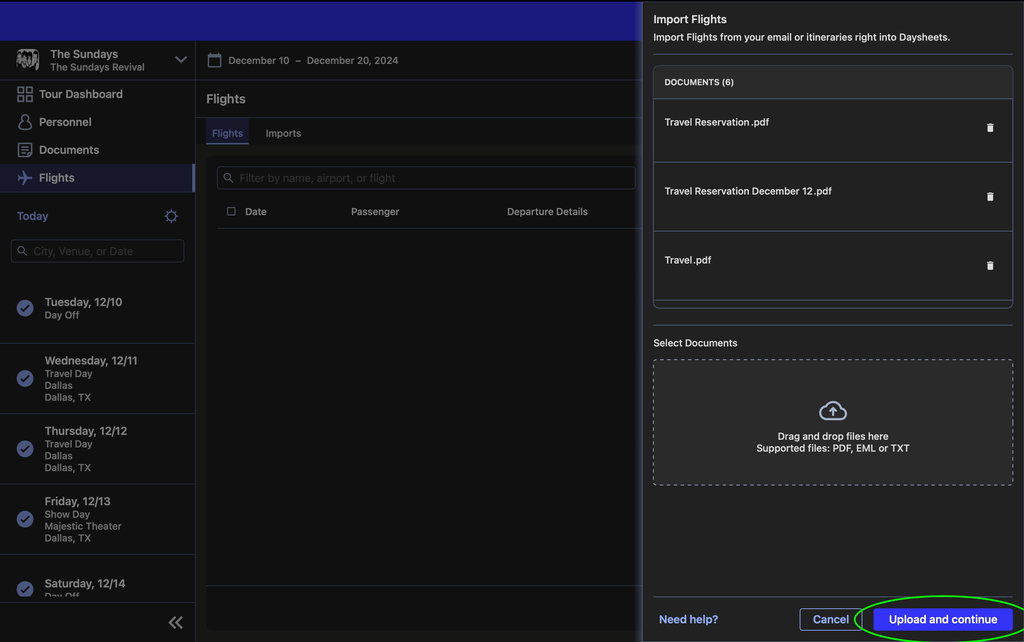 The Sundays
The Sundays Revival
Tour Dashboard
Personnel
Documents
Flights
Today
City, Venue, or Date
Tuesday, 12/10
Day Off
Wednesday, 12/11
Travel Day
Dallas
Dallas, TX
Thursday, 12/12
Travel Day
Dallas
Dallas, TX
Friday, 12/13
Show Day
Majestic Theater
Dallas, TX
Saturday, 12/14
Day Off
December 10 – December 20, 2024
Flights
Flights Imports
Filter by name, airport, or flight
Date Passenger Departure Details
Import Flights
Import Flights from your email or itineraries right into Daysheets.
DOCUMENTS (6)
Travel Reservation.pdf
Travel Reservation December 12.pdf
Travel.pdf
Select Documents
Drag and drop files here
Supported files: PDF, EML or TXT
Need help? Cancel Upload and continue